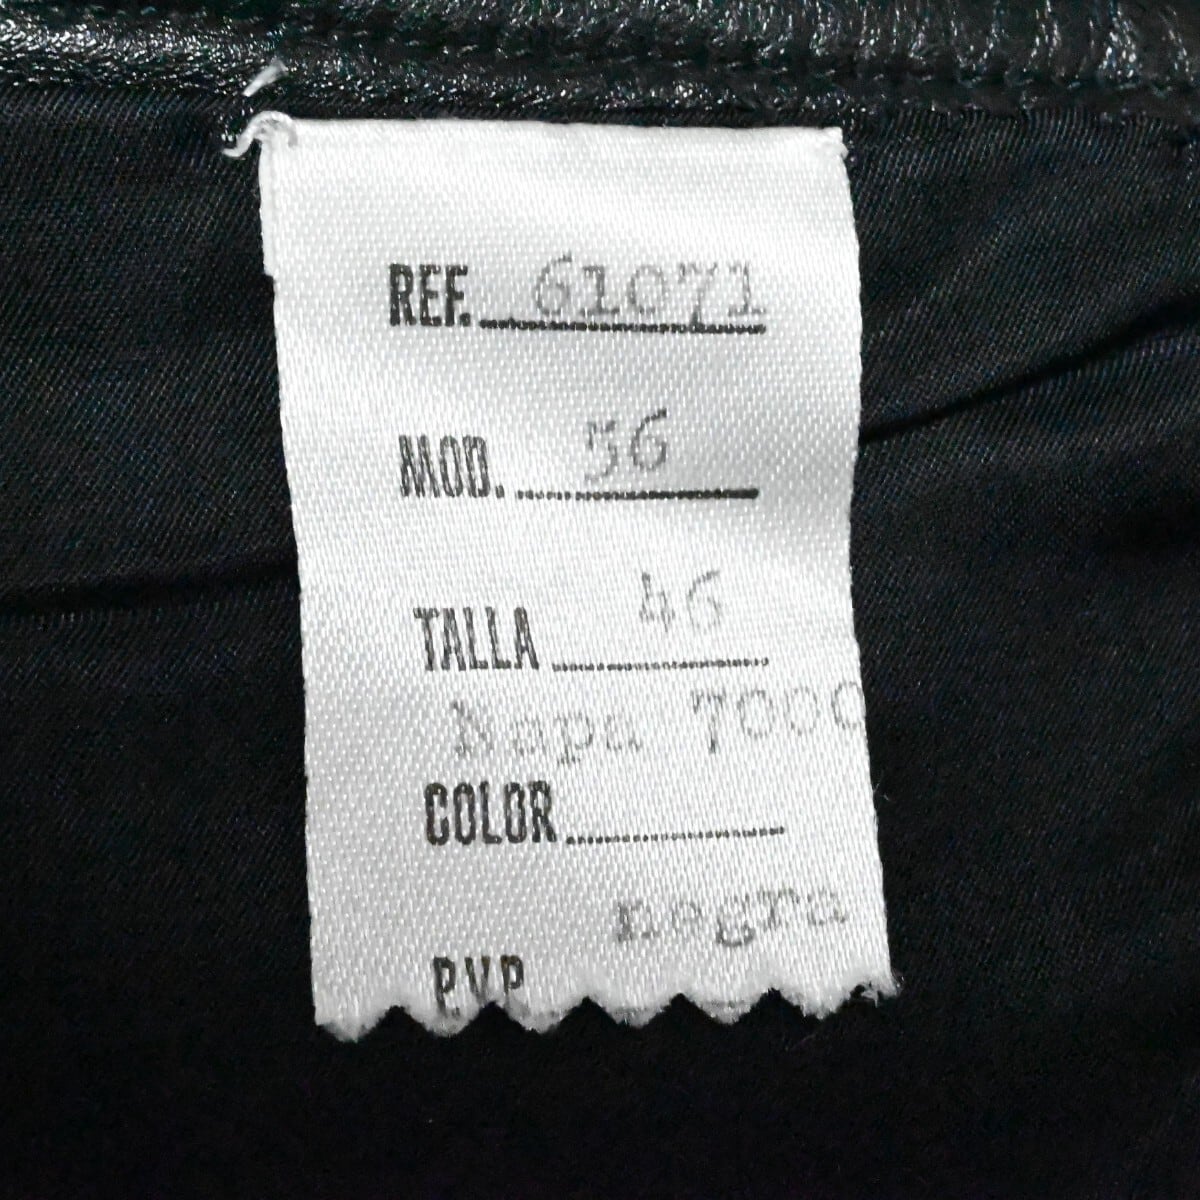 REF. 61071
MOD. 56
TALLA 46
Napa 7000
COLOR
negra
P.V.P